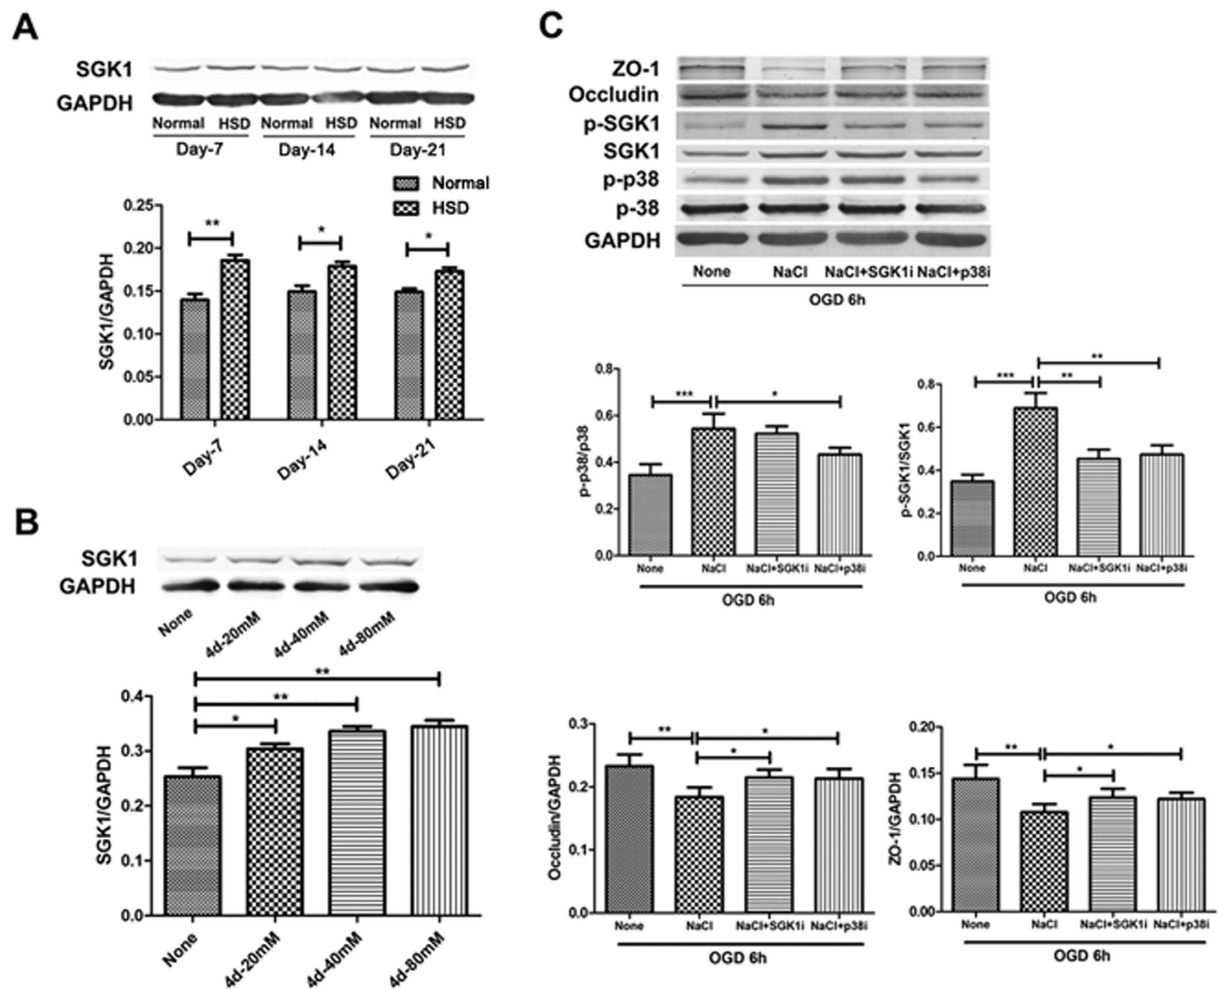 A
SGK1
GAPDH
Normal HSD Normal HSD Normal HSD
Day-7 Day-14 Day-21
Normal
HSD
SGK1/GAPDH
0.25
0.20
0.15
0.10
0.05
0.00
** * *
Day-7 Day-14 Day-21
B
SGK1
GAPDH
None 4d-20mM 4d-40mM 4d-80mM
SGK1/GAPDH
0.4
0.3
0.2
0.1
0.0
**
**
*
None 4d-20mM 4d-40mM 4d-80mM
C
ZO-1
Occludin
p-SGK1
SGK1
p-p38
p-38
GAPDH
None NaCl NaCl+SGK1i NaCl+p38i
OGD 6h
p-p38/p38
0.8
0.6
0.4
0.2
0.0
*** *
None NaCl NaCl+SGK1i NaCl+p38i
OGD 6h
p-SGK1/SGK1
0.8
0.6
0.4
0.2
0.0
**
*** **
None NaCl NaCl+SGK1i NaCl+p38i
OGD 6h
Occludin/GAPDH
0.3
0.2
0.1
0.0
** *
*
None NaCl NaCl+SGK1i NaCl+p38i
OGD 6h
ZO-1/GAPDH
0.20
0.15
0.10
0.05
0.00
** *
*
None NaCl NaCl+SGK1i NaCl+p38i
OGD 6h